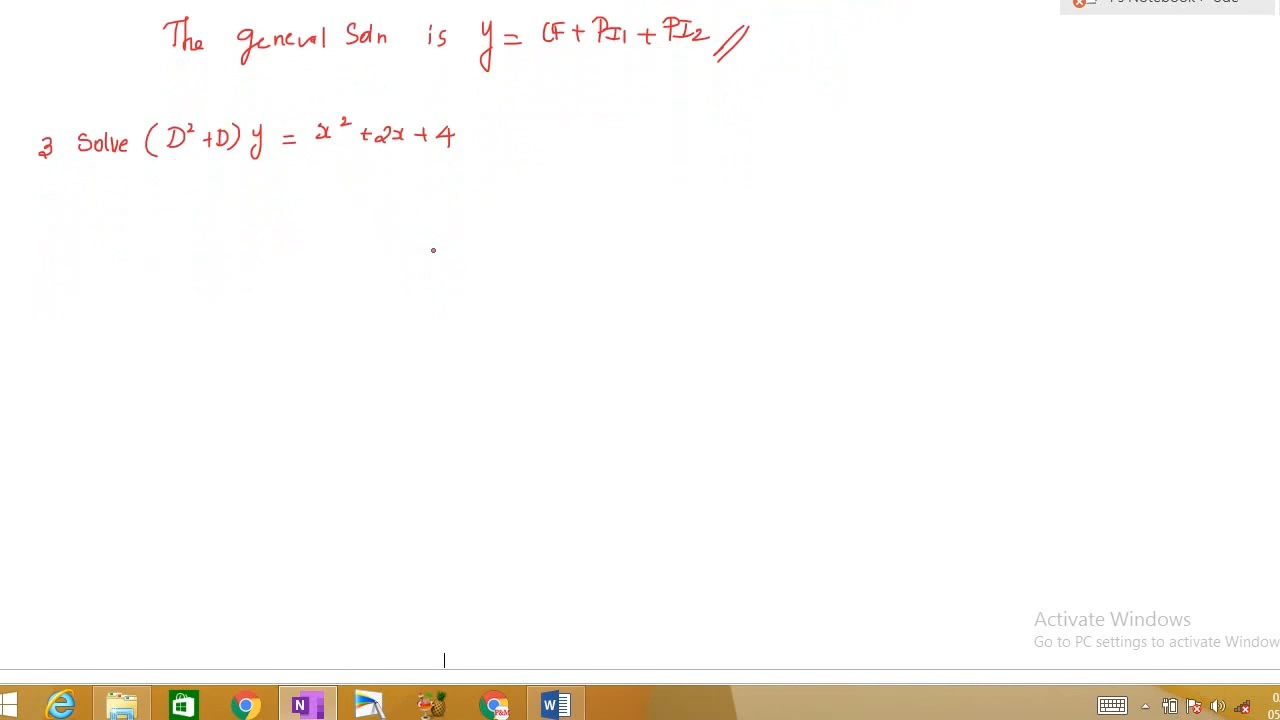 The general Soln is y = CF + PI1 + PI2 //
3 Solve (D² + D) y = x² + 2x + 4
Activate Windows
Go to PC settings to activate Window